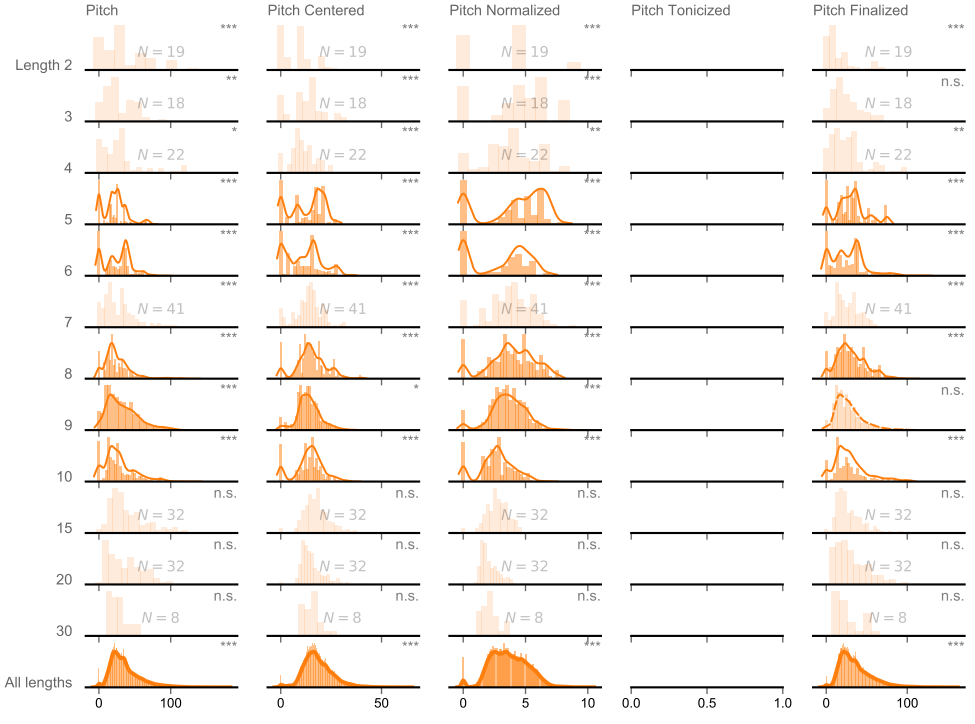 Pitch Pitch Centered Pitch Normalized Pitch Tonicized Pitch Finalized
*** *** *** ***
Length 2 N = 19 N = 19 N = 19 N = 19
** *** *** n.s.
3 N = 18 N = 18 N = 18 N = 18
* *** ** **
4 N = 22 N = 22 N = 22 N = 22
*** *** *** ***
5
*** *** *** ***
6
*** *** *** ***
7 N = 41 N = 41 N = 41 N = 41
*** *** *** ***
8
*** * *** n.s.
9
*** *** *** ***
10
n.s. n.s. n.s. n.s.
15 N = 32 N = 32 N = 32 N = 32
n.s. n.s. n.s. n.s.
20 N = 32 N = 32 N = 32 N = 32
n.s. n.s. n.s. n.s.
30 N = 8 N = 8 N = 8 N = 8
*** *** *** ***
All lengths
0 100 0 50 0 5 10 0.0 0.5 1.0 0 100